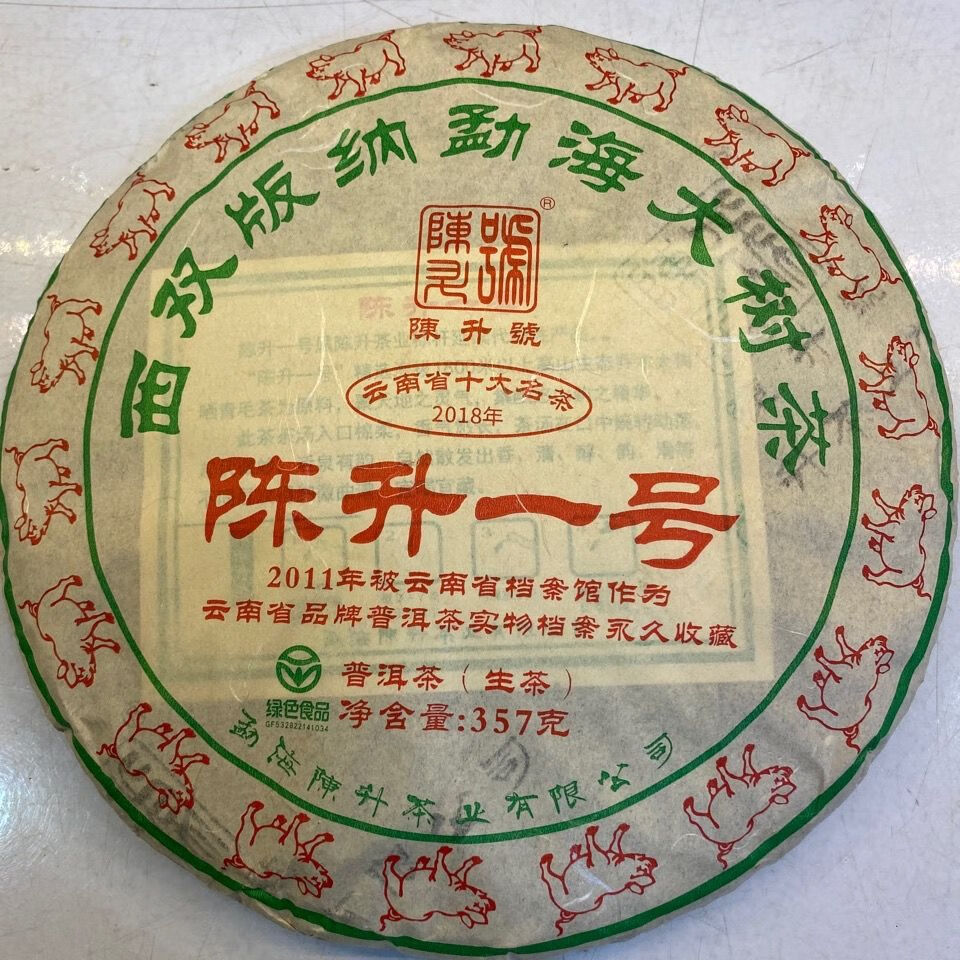 西双版纳勐海大树茶
陳升號
®
陳升號
云南省十大名茶
2018年
陈升一号
2011年被云南省档案馆作为
云南省品牌普洱茶实物档案永久收藏
普洱茶（生茶）
绿色食品
GF532822141034
净含量:357克
勐海陳升茶业有限公司